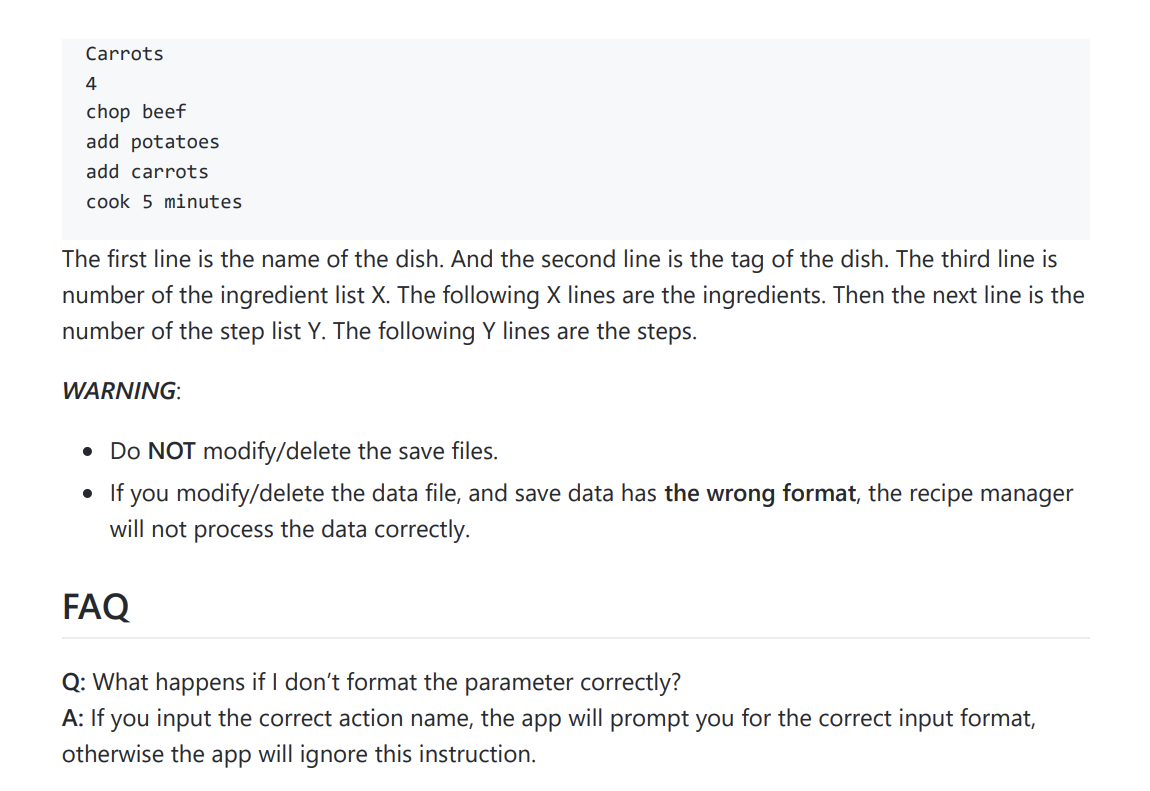 Carrots
4
chop beef
add potatoes
add carrots
cook 5 minutes
The first line is the name of the dish. And the second line is the tag of the dish. The third line is
number of the ingredient list X. The following X lines are the ingredients. Then the next line is the
number of the step list Y. The following Y lines are the steps.
WARNING:
Do NOT modify/delete the save files.
If you modify/delete the data file, and save data has the wrong format, the recipe manager
will not process the data correctly.
FAQ
Q: What happens if I don’t format the parameter correctly?
A: If you input the correct action name, the app will prompt you for the correct input format,
otherwise the app will ignore this instruction.